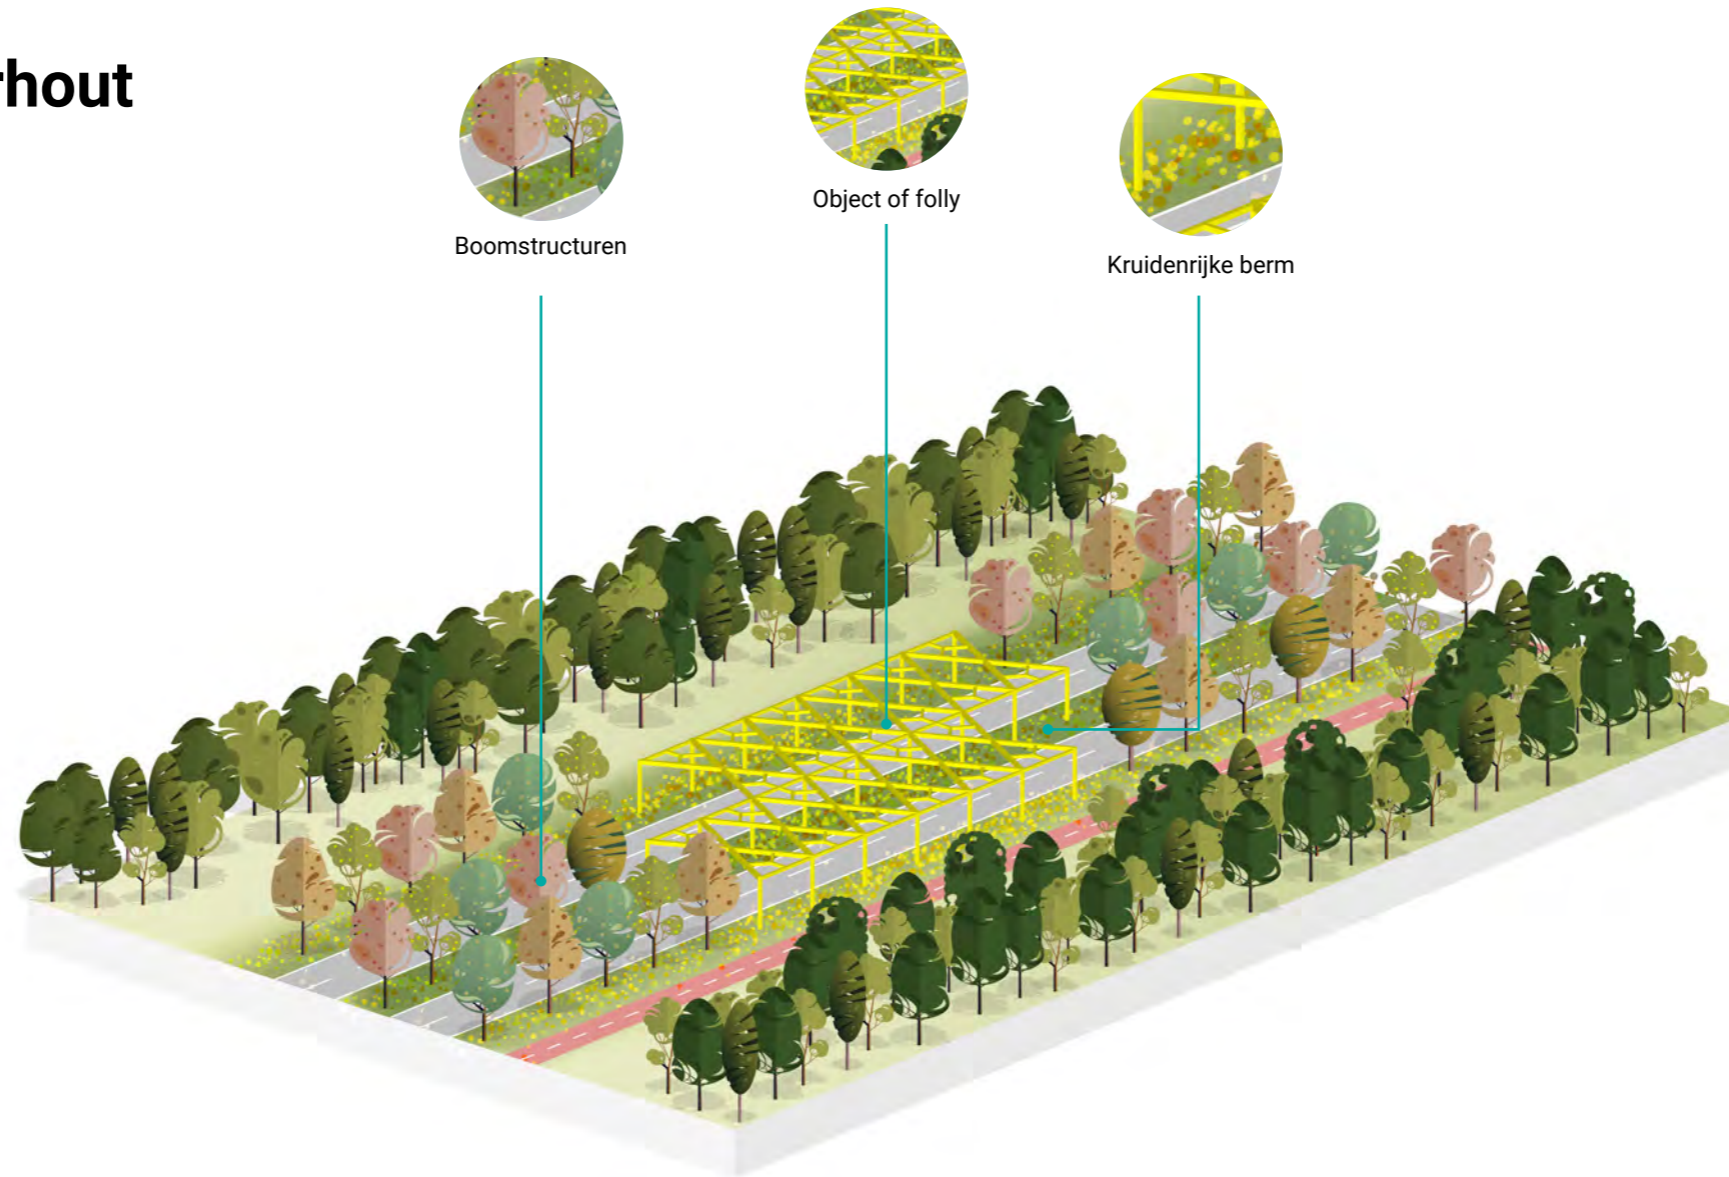 rhout
Object of folly
Boomstructuren
Kruidenrijke berm